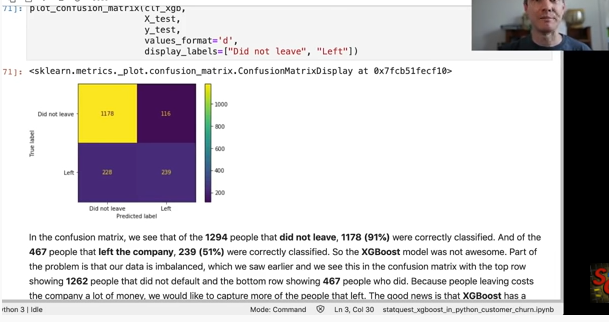 71]: plot_confusion_matrix(clf_xgb,
X_test,
y_test,
values_format='d',
display_labels=["Did not leave", "Left"])
71]: <sklearn.metrics._plot.confusion_matrix.ConfusionMatrixDisplay at 0x7fcb51fecf10>
True label
Did not leave
Left
1178 116
228 239
Did not leave Left
Predicted label
1000
800
600
400
200
In the confusion matrix, we see that of the 1294 people that did not leave, 1178 (91%) were correctly classified. And of the
467 people that left the company, 239 (51%) were correctly classified. So the XGBoost model was not awesome. Part of
the problem is that our data is imbalanced, which we saw earlier and we see this in the confusion matrix with the top row
showing 1262 people that did not default and the bottom row showing 467 people who did. Because people leaving costs
the company a lot of money, we would like to capture more of the people that left. The good news is that XGBoost has a
ython 3 | Idle Mode: Command Ln 3, Col 30 statquest_xgboost_in_python_customer_churn.ipynb